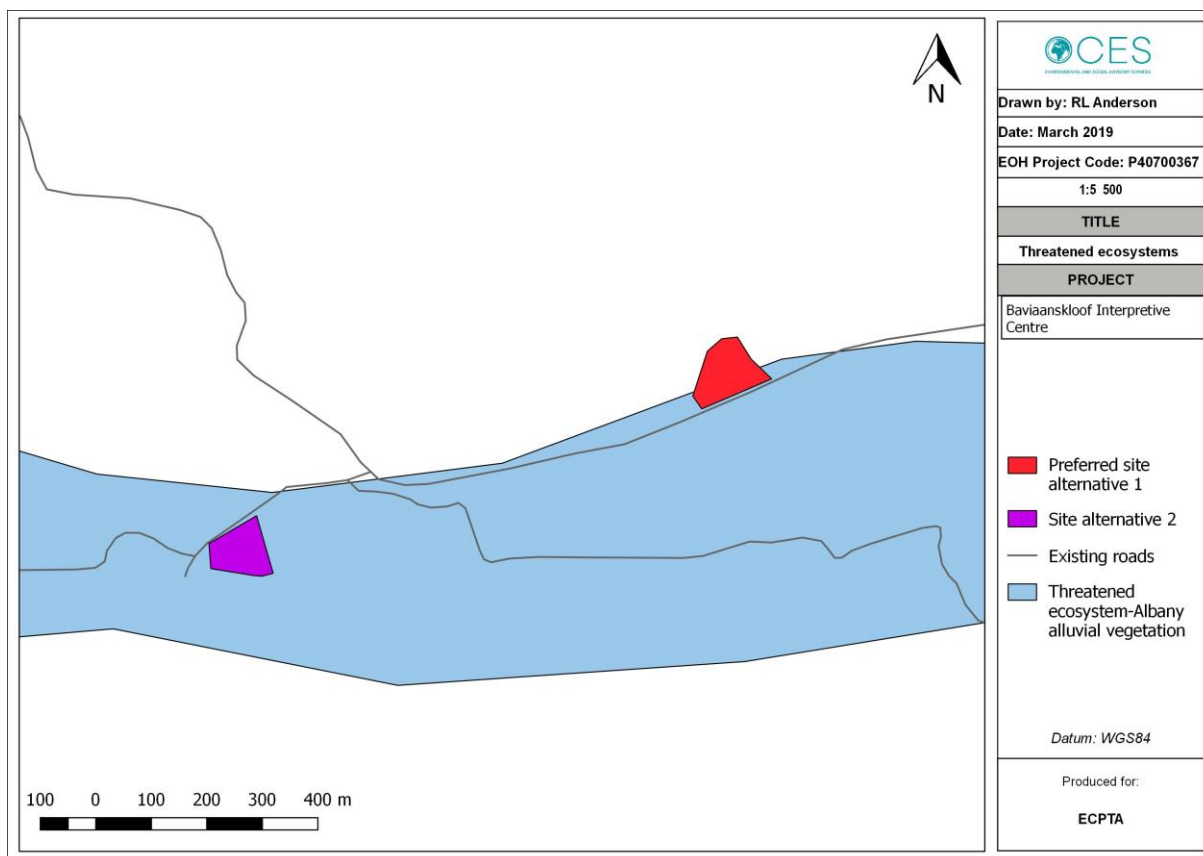 N
100 0 100 200 300 400 m
CES
ENVIRONMENTAL AND SOCIAL ADVISORY SERVICES
Drawn by: RL Anderson
Date: March 2019
EOH Project Code: P40700367
1:5 500
TITLE
Threatened ecosystems
PROJECT
Baviaanskloof Interpretive
Centre
Preferred site
alternative 1
Site alternative 2
Existing roads
Threatened
ecosystem-Albany
alluvial vegetation
Datum: WGS84
Produced for:
ECPTA